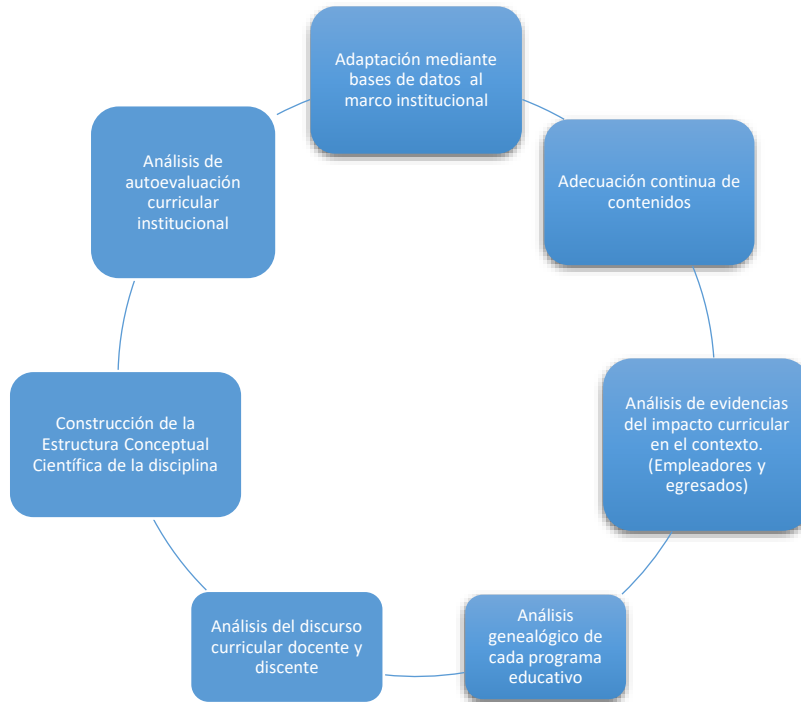 Adaptación mediante
bases de datos al
marco institucional
Adecuación continua de
contenidos
Análisis de evidencias
del impacto curricular
en el contexto.
(Empleadores y
egresados)
Análisis
genealógico de
cada programa
educativo
Análisis del discurso
curricular docente y
discente
Construcción de la
Estructura Conceptual
Científica de la disciplina
Análisis de
autoevaluación
curricular
institucional